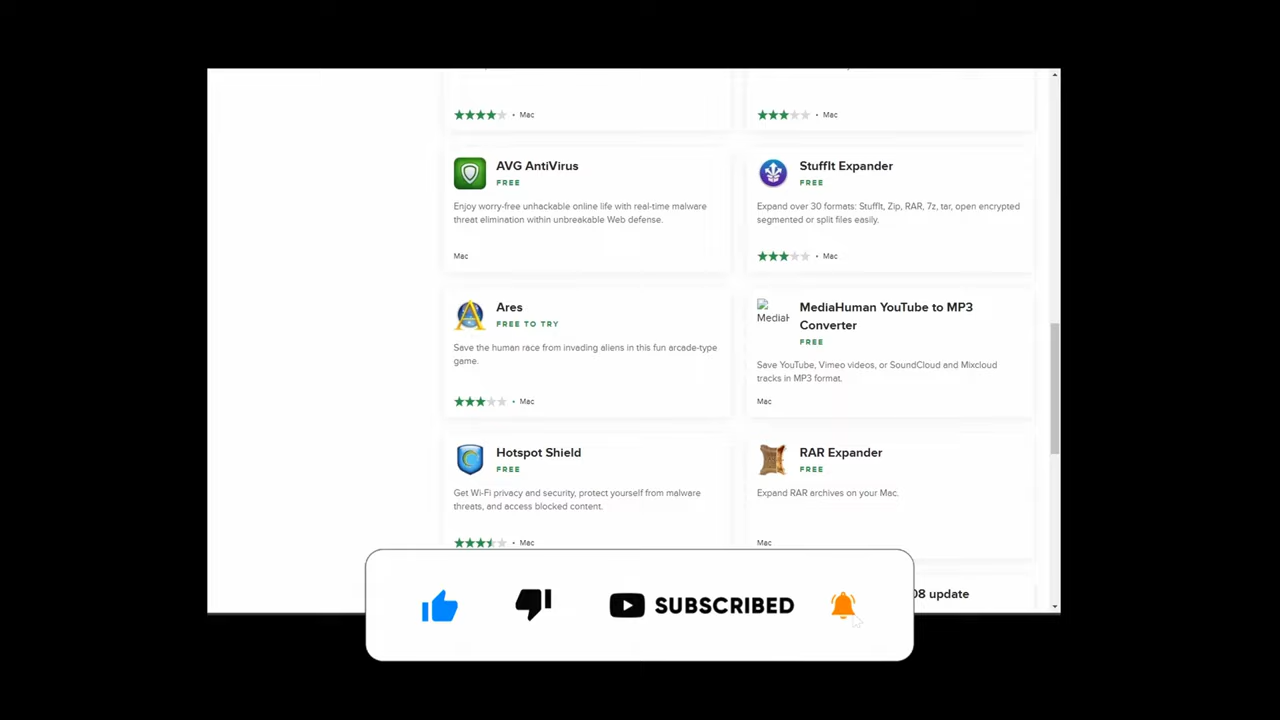 • Mac
• Mac
AVG AntiVirus
FREE
Enjoy worry-free unhackable online life with real-time malware
threat elimination within unbreakable Web defense.
Mac
StuffIt Expander
FREE
Expand over 30 formats: StuffIt, Zip, RAR, 7z, tar, open encrypted
segmented or split files easily.
• Mac
Ares
FREE TO TRY
Save the human race from invading aliens in this fun arcade-type
game.
• Mac
MediaH
MediaHuman YouTube to MP3
Converter
FREE
Save YouTube, Vimeo videos, or SoundCloud and Mixcloud
tracks in MP3 format.
Mac
Hotspot Shield
FREE
Get Wi-Fi privacy and security, protect yourself from malware
threats, and access blocked content.
• Mac
RAR Expander
FREE
Expand RAR archives on your Mac.
Mac
08 update
SUBSCRIBED